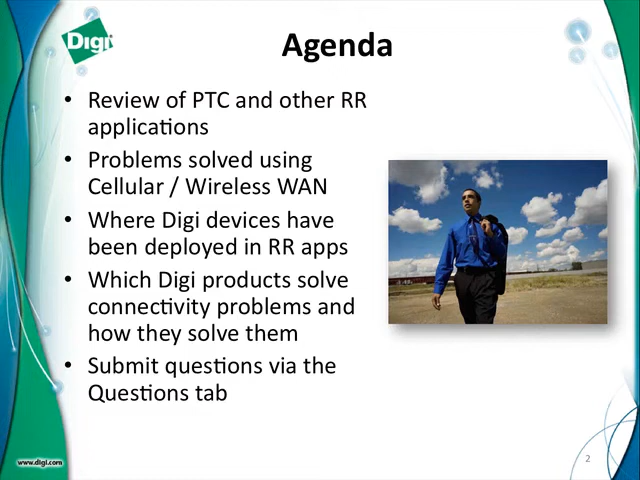 Digi
Agenda
• Review of PTC and other RR
applications
• Problems solved using
Cellular / Wireless WAN
• Where Digi devices have
been deployed in RR apps
• Which Digi products solve
connectivity problems and
how they solve them
• Submit questions via the
Questions tab
www.digi.com
2